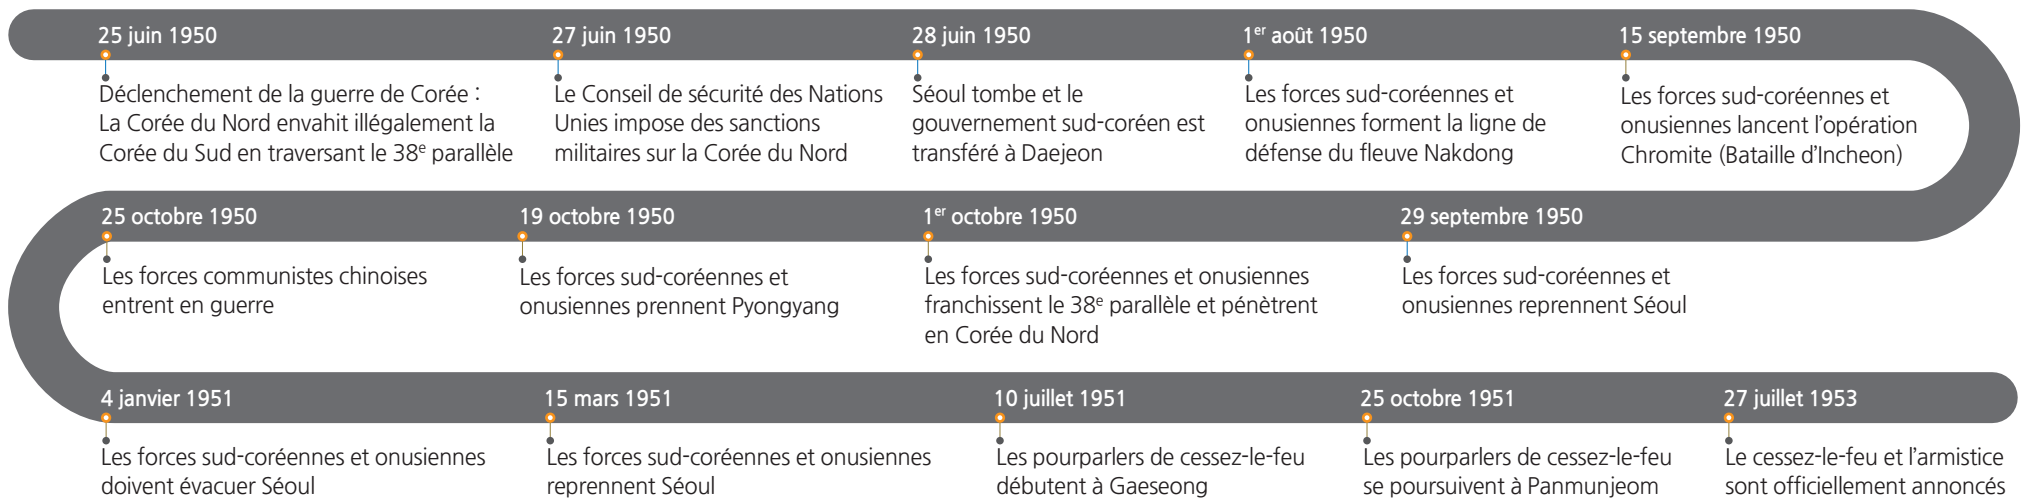 25 juin 1950
Déclenchement de la guerre de Corée :
La Corée du Nord envahit illégalement la
Corée du Sud en traversant le 38e parallèle
27 juin 1950
Le Conseil de sécurité des Nations
Unies impose des sanctions
militaires sur la Corée du Nord
28 juin 1950
Séoul tombe et le
gouvernement sud-coréen est
transféré à Daejeon
1er août 1950
Les forces sud-coréennes et
onusiennes forment la ligne de
défense du fleuve Nakdong
15 septembre 1950
Les forces sud-coréennes et
onusiennes lancent l'opération
Chromite (Bataille d'Incheon)
29 septembre 1950
Les forces sud-coréennes et
onusiennes reprennent Séoul
1er octobre 1950
Les forces sud-coréennes et onusiennes
franchissent le 38e parallèle et pénètrent
en Corée du Nord
19 octobre 1950
Les forces sud-coréennes et
onusiennes prennent Pyongyang
25 octobre 1950
Les forces communistes chinoises
entrent en guerre
4 janvier 1951
Les forces sud-coréennes et onusiennes
doivent évacuer Séoul
15 mars 1951
Les forces sud-coréennes et onusiennes
reprennent Séoul
10 juillet 1951
Les pourparlers de cessez-le-feu
débutent à Gaeseong
25 octobre 1951
Les pourparlers de cessez-le-feu
se poursuivent à Panmunjeom
27 juillet 1953
Le cessez-le-feu et l'armistice
sont officiellement annoncés